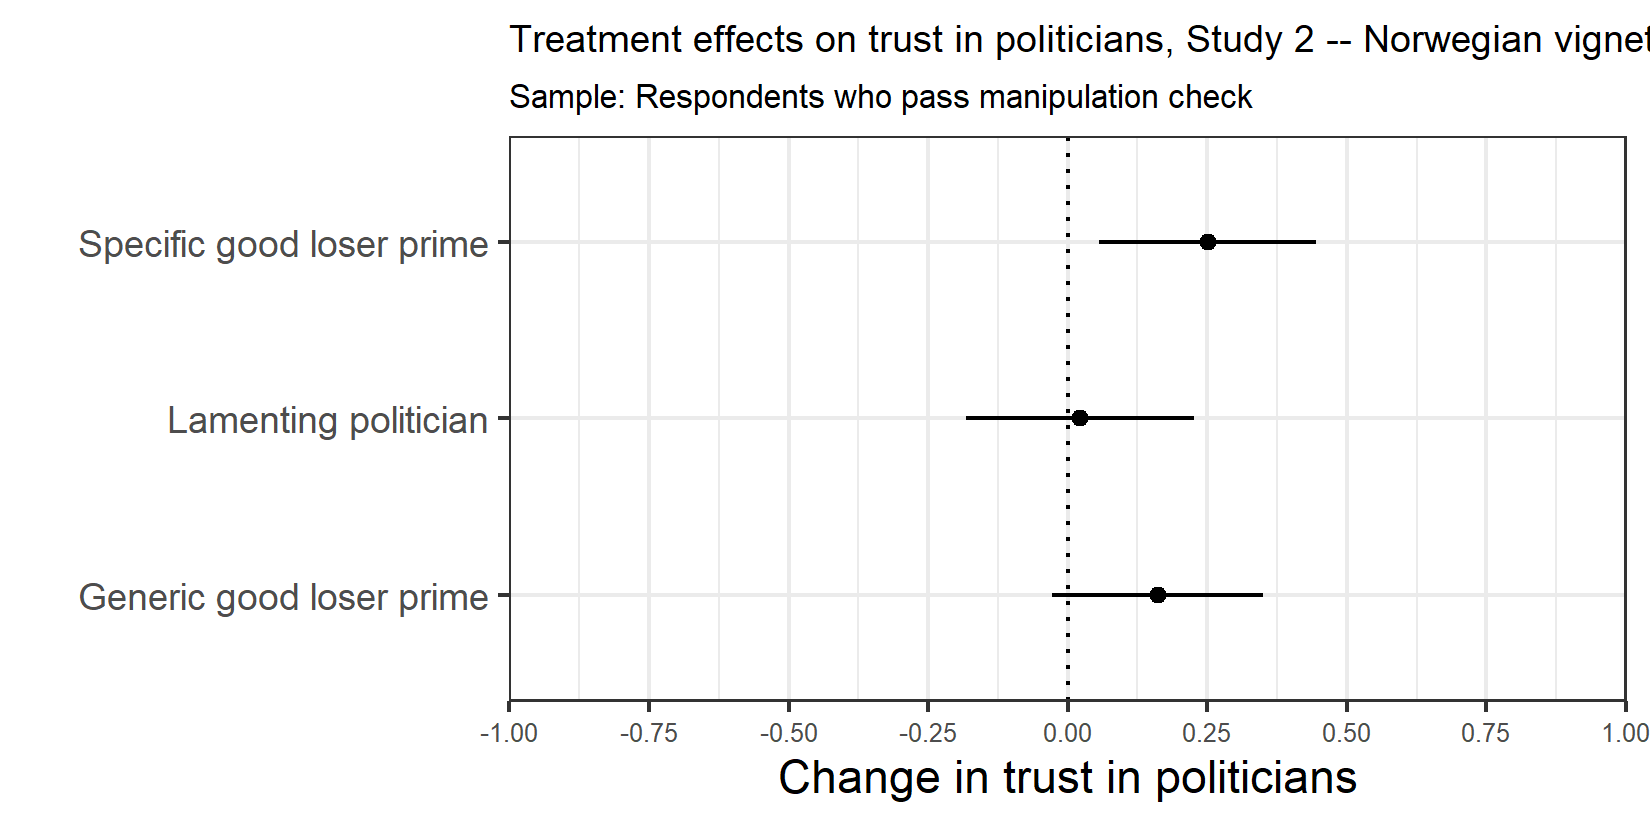 Treatment effects on trust in politicians, Study 2 -- Norwegian vignet
Sample: Respondents who pass manipulation check
Specific good loser prime
Lamenting politician
Generic good loser prime
-1.00 -0.75 -0.50 -0.25 0.00 0.25 0.50 0.75 1.00
Change in trust in politicians